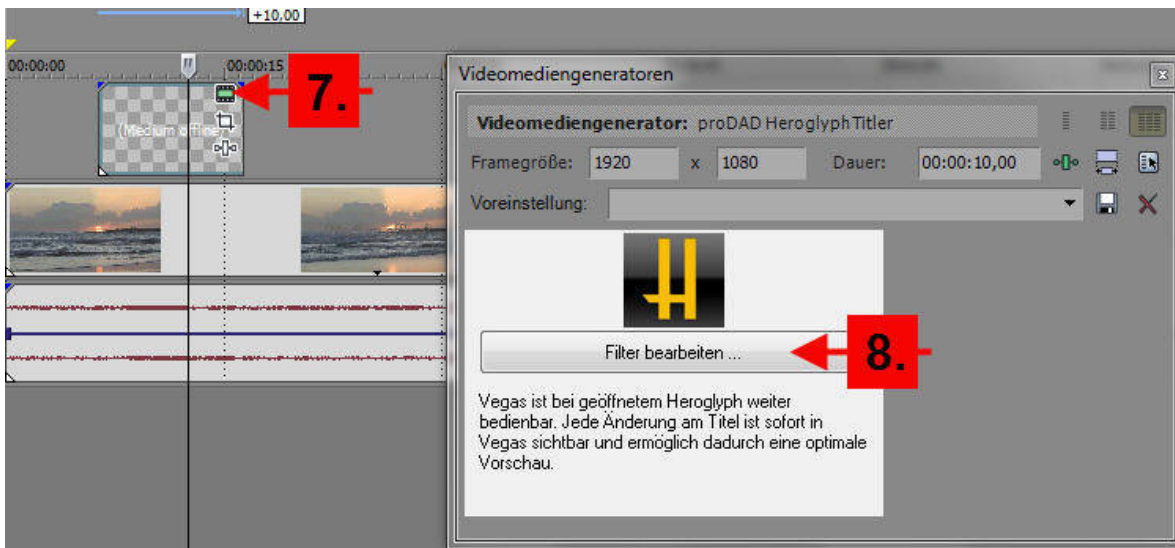 +10,00
00:00:00
00:00:15
7.
(Medium offline)
Videomediengeneratoren
Videomediengenerator: proDAD Heroglyph Titler
Framegröße: 1920 x 1080 Dauer: 00:00:10,00
Voreinstellung:
Filter bearbeiten ...
8.
Vegas ist bei geöffnetem Heroglyph weiter
bedienbar. Jede Änderung am Titel ist sofort in
Vegas sichtbar und ermöglich dadurch eine optimale
Vorschau.